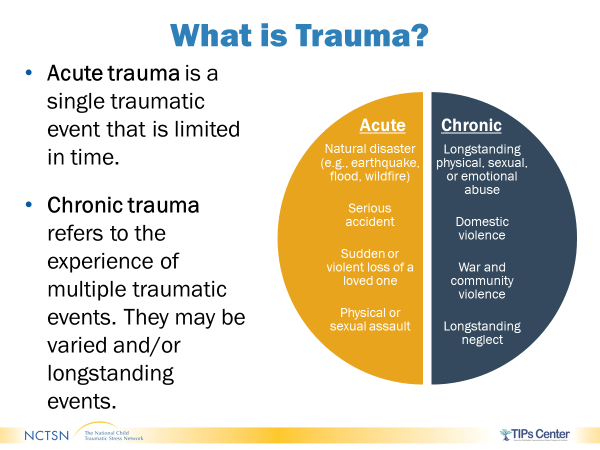 What is Trauma?
• Acute trauma is a
single traumatic
event that is limited
in time.
• Chronic trauma
refers to the
experience of
multiple traumatic
events. They may be
varied and/or
longstanding
events.
Acute
Natural disaster
(e.g., earthquake,
flood, wildfire)
Serious
accident
Sudden or
violent loss of a
loved one
Physical or
sexual assault
Chronic
Longstanding
physical, sexual,
or emotional
abuse
Domestic
violence
War and
community
violence
Longstanding
neglect
NCTSN
The National Child
Traumatic Stress Network
TIPs Center